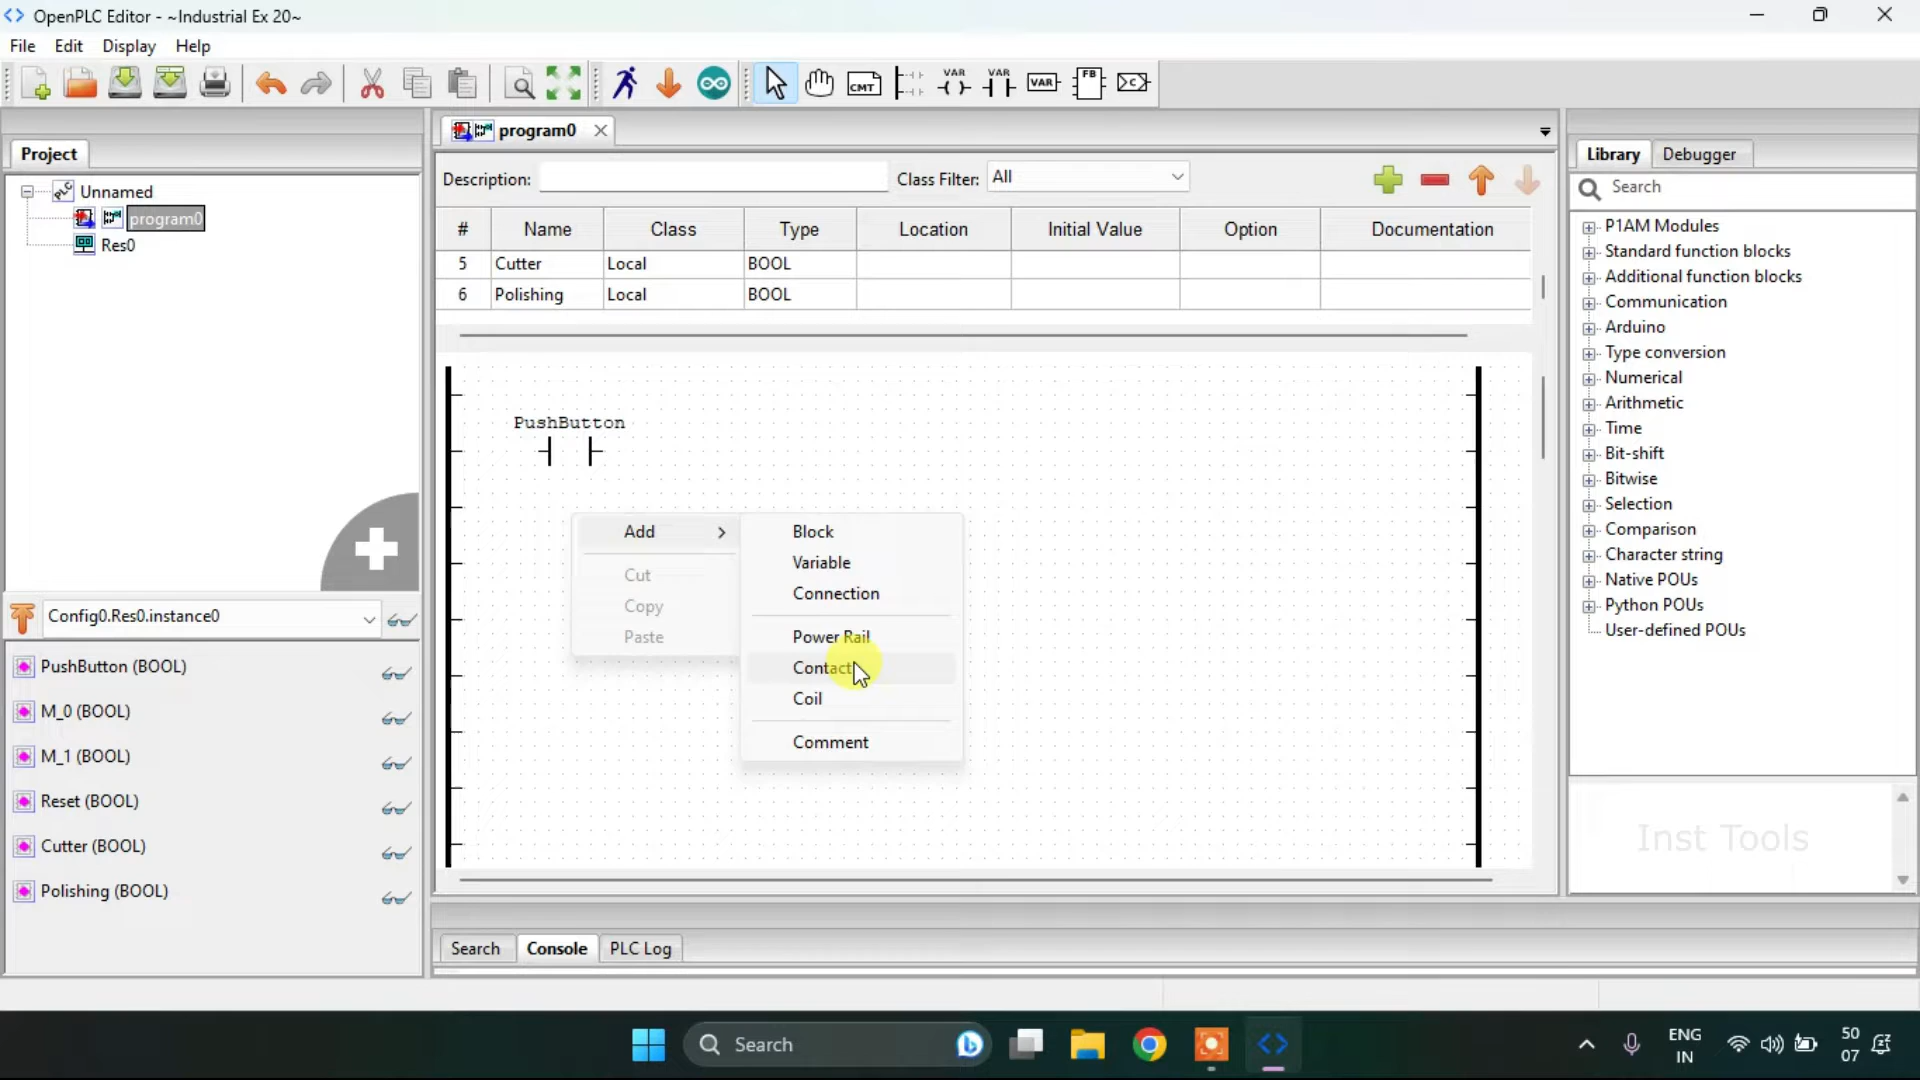 OpenPLC Editor - ~Industrial Ex 20~
File Edit Display Help
CMT VAR VAR VAR FB
Project
program0
Library Debugger
Description: Class Filter: All
Search
Unnamed
program0
Res0
# Name Class Type Location Initial Value Option Documentation
5 Cutter Local BOOL
6 Polishing Local BOOL
P1AM Modules
Standard function blocks
Additional function blocks
Communication
Arduino
Type conversion
Numerical
Arithmetic
Time
Bit-shift
Bitwise
Selection
Comparison
Character string
Native POUs
Python POUs
User-defined POUs
PushButton
Add
Cut
Copy
Paste
Block
Variable
Connection
Power Rail
Contact
Coil
Comment
Config0.Res0.instance0
PushButton (BOOL)
M_0 (BOOL)
M_1 (BOOL)
Reset (BOOL)
Cutter (BOOL)
Polishing (BOOL)
Inst Tools
Search Console PLC Log
Search
ENG
IN
50
07